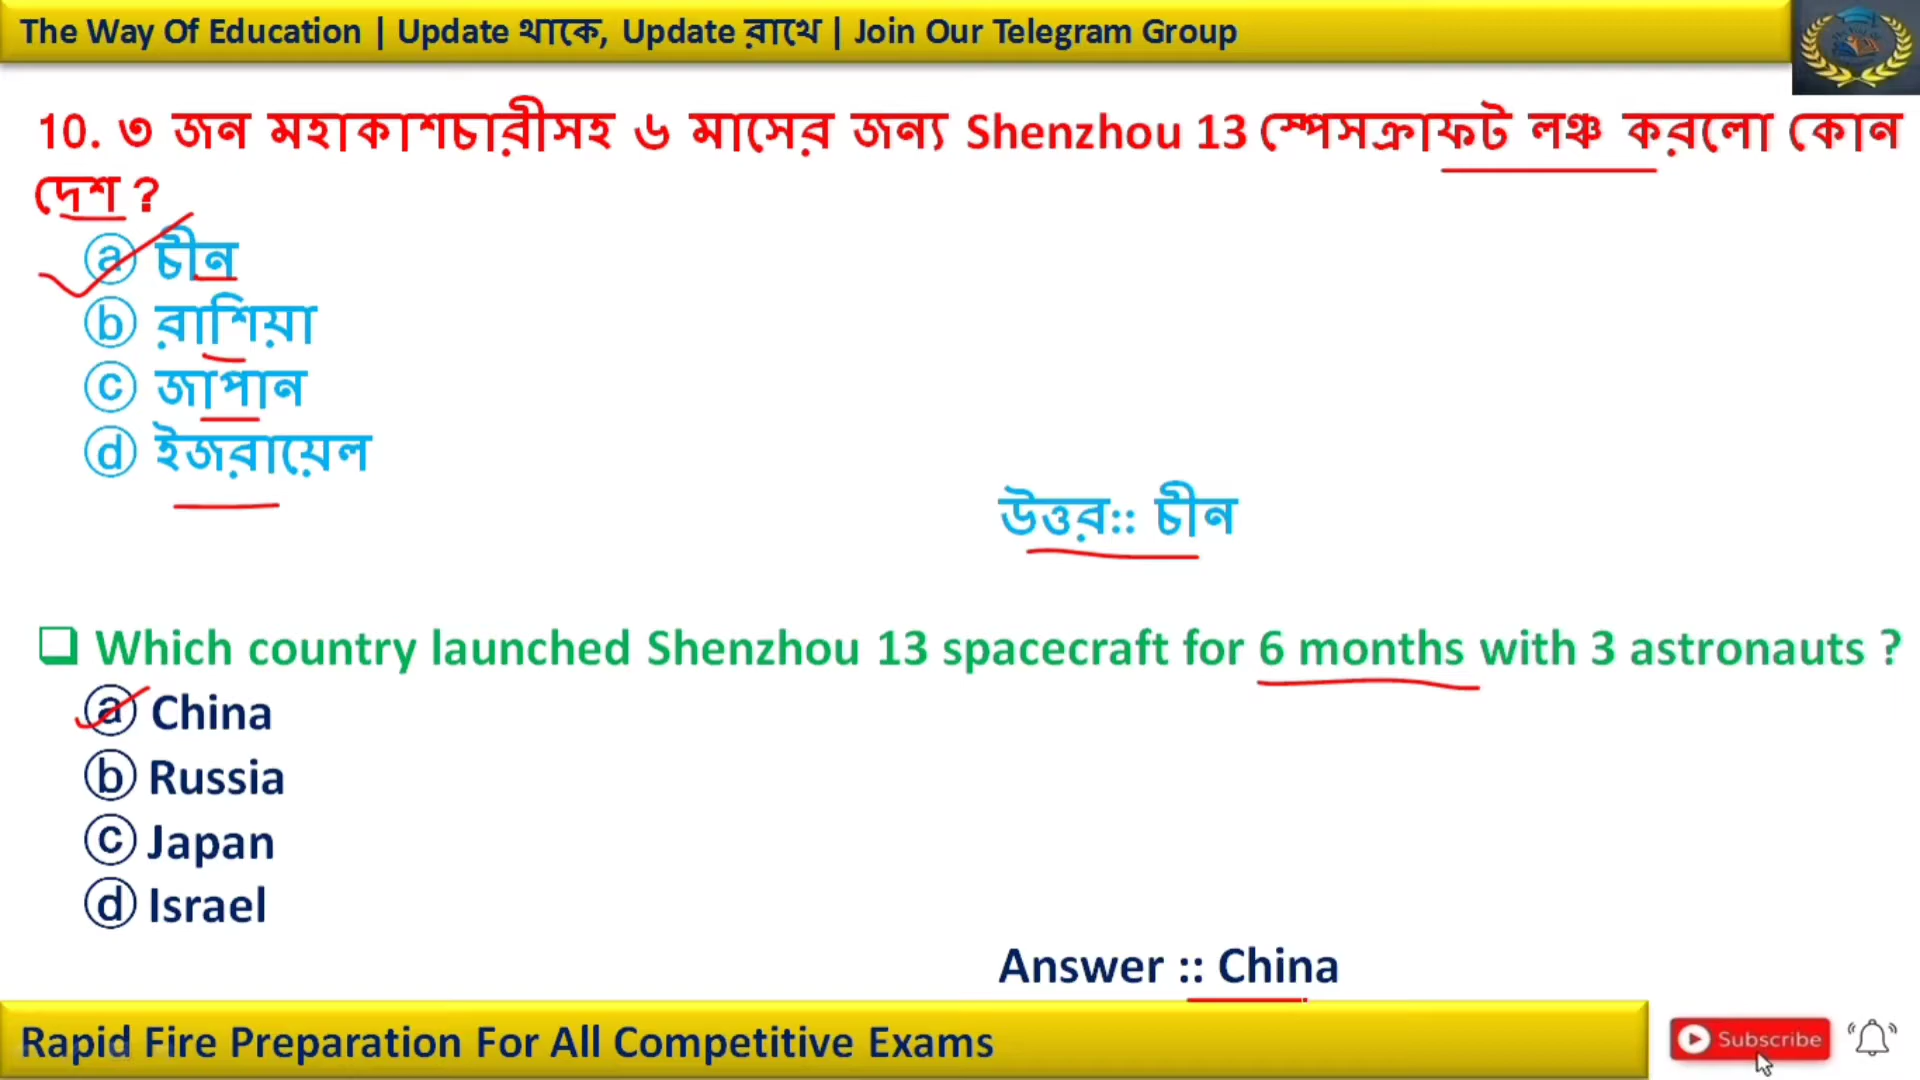 The Way Of Education | Update থাকে, Update রাখে | Join Our Telegram Group
10. ৩ জন মহাকাশচারীসহ ৬ মাসের জন্য Shenzhou 13 স্পেসক্রাফট লঞ্চ করলো কোন
দেশ ?
ⓐ চীন
ⓑ রাশিয়া
ⓒ জাপান
ⓓ ইজরায়েল
উত্তর:: চীন
❑ Which country launched Shenzhou 13 spacecraft for 6 months with 3 astronauts ?
ⓐ China
ⓑ Russia
ⓒ Japan
ⓓ Israel
Answer :: China
Rapid Fire Preparation For All Competitive Exams
Subscribe